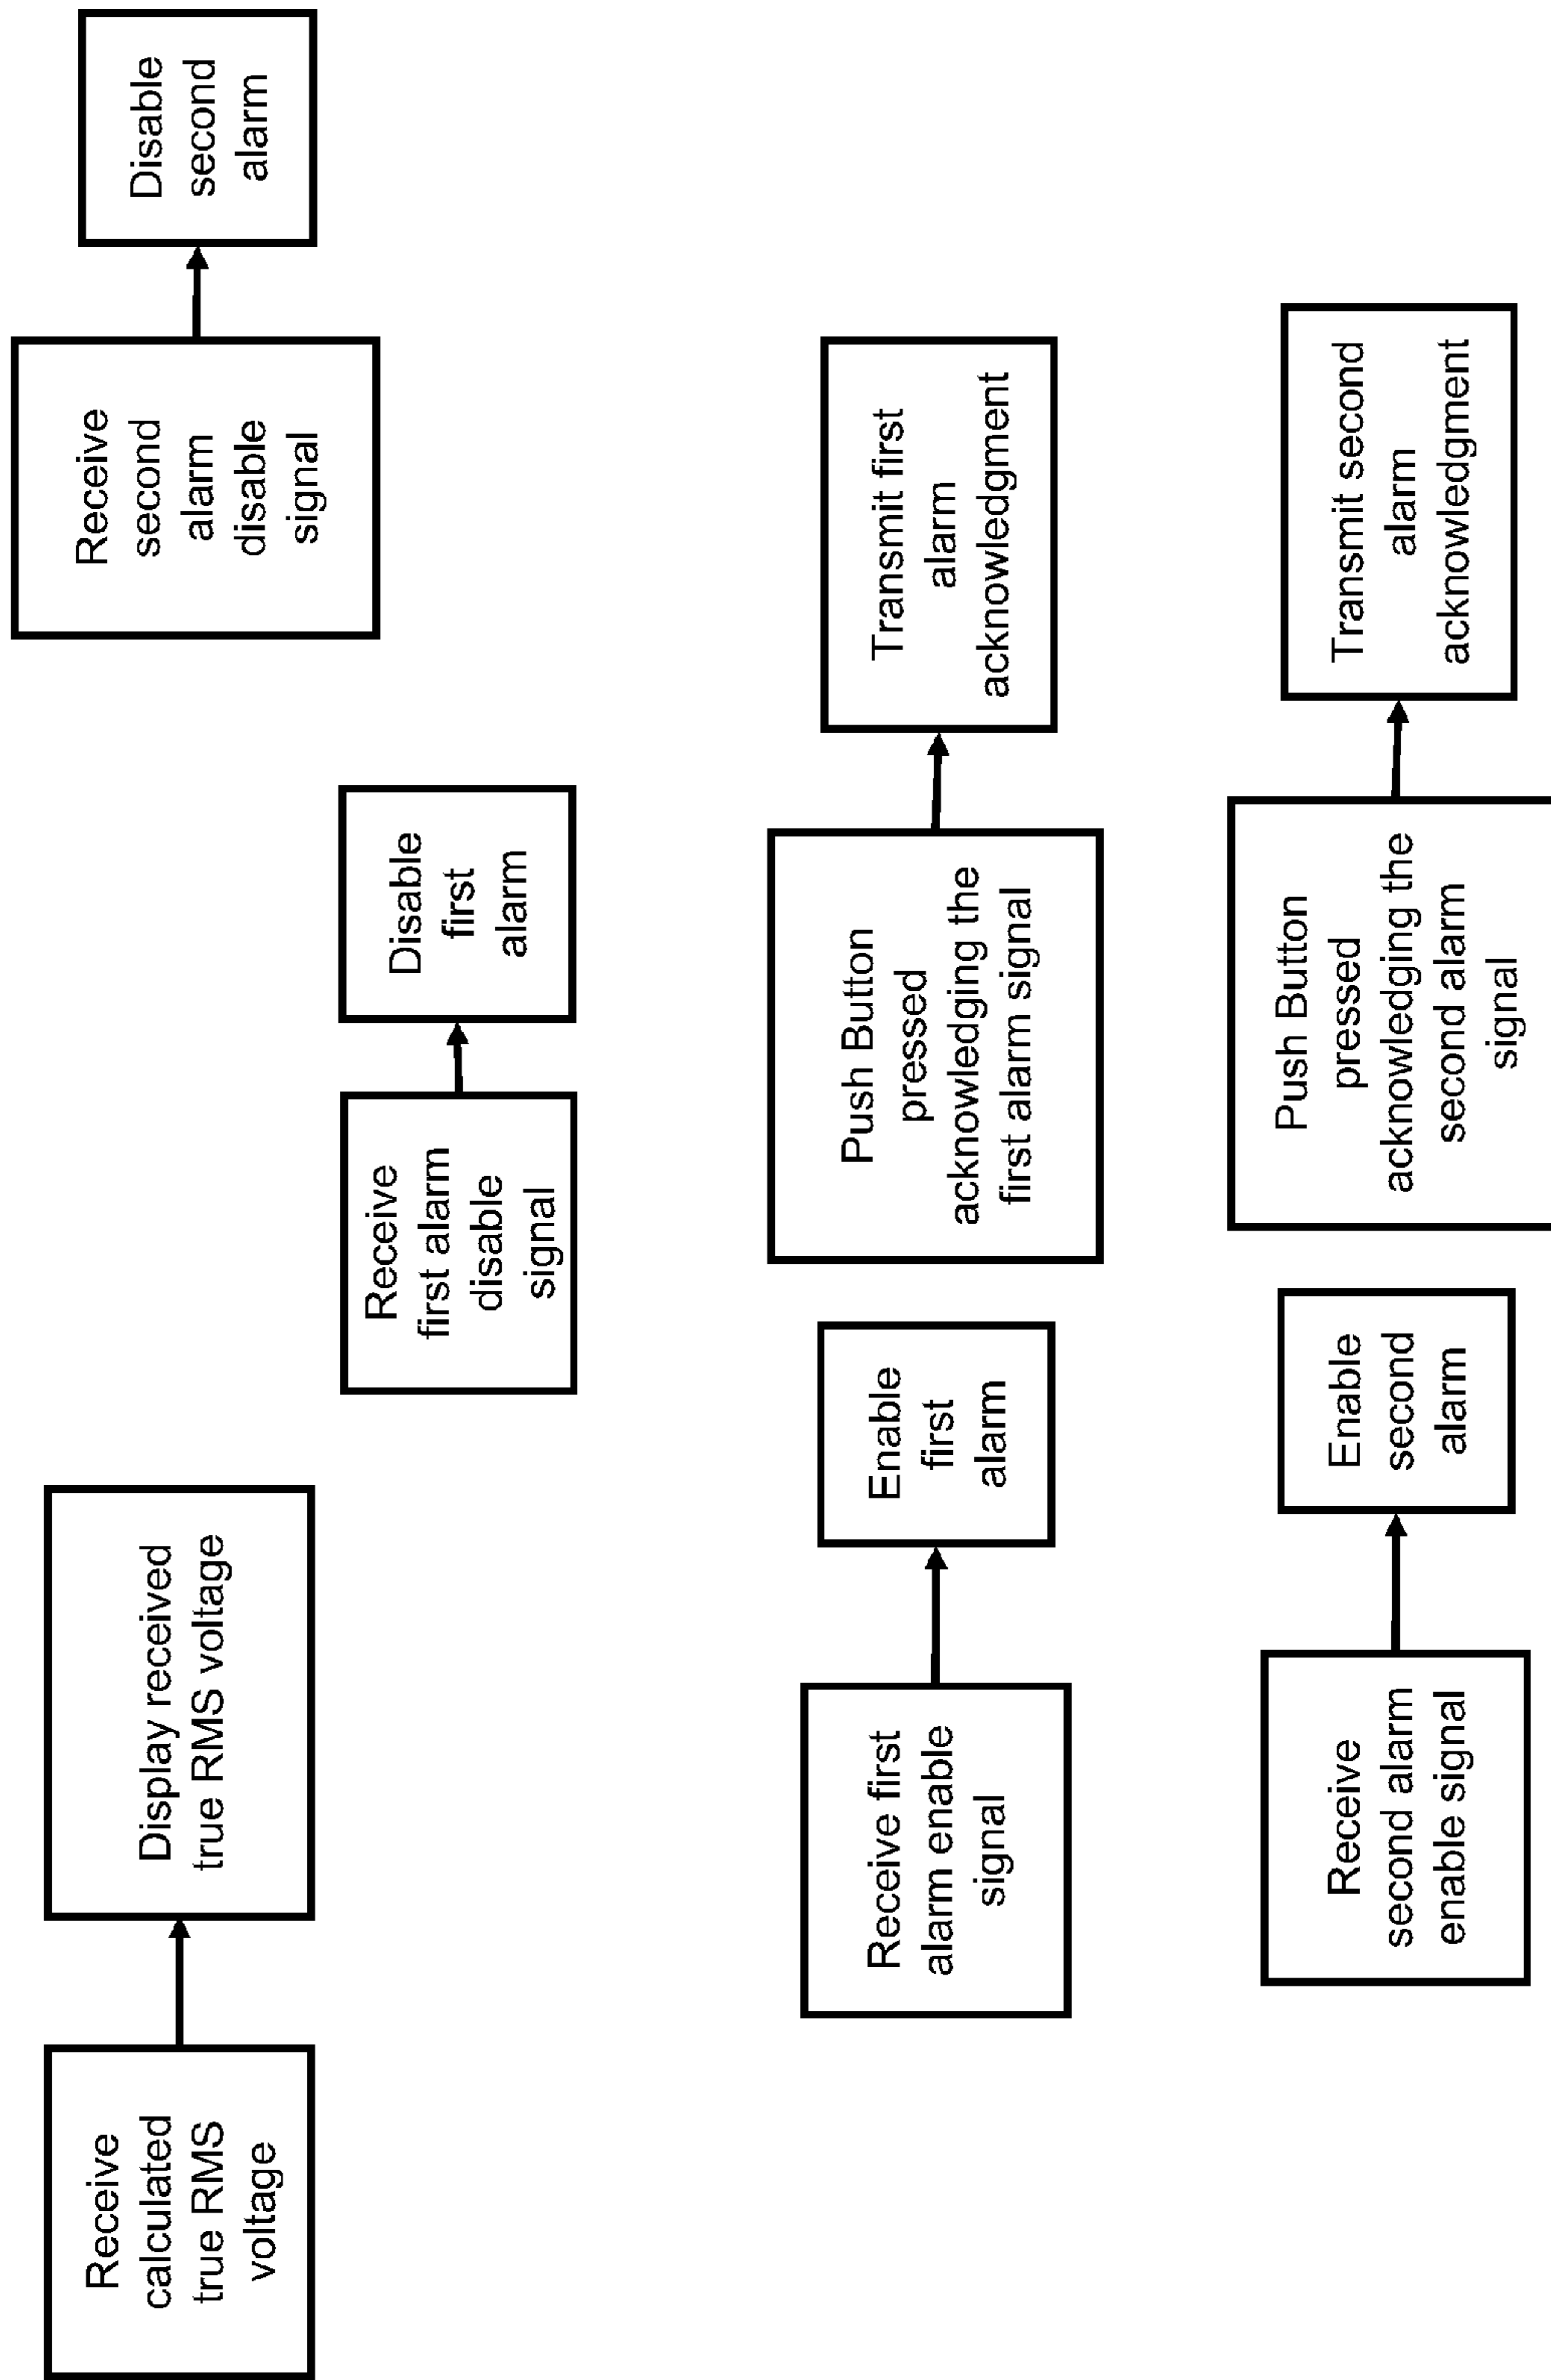 Receive
calculated
true RMS
voltage
Display received
true RMS voltage
Receive
first alarm
disable
signal
Disable
first
alarm
Receive
second
alarm
disable
signal
Disable
second
alarm
Receive first
alarm enable
signal
Enable
first
alarm
Push Button
pressed
acknowledging the
first alarm signal
Transmit first
alarm
acknowledgment
Receive
second alarm
enable signal
Enable
second
alarm
Push Button
pressed
acknowledging the
second alarm
signal
Transmit second
alarm
acknowledgment